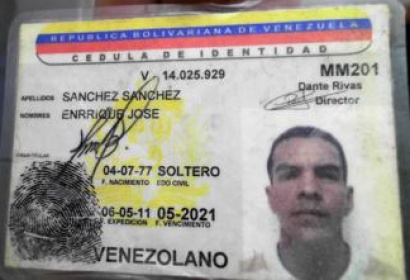 REPUBLICA BOLIVARIANA DE VENEZUELA
CEDULA DE IDENTIDAD
V 14.025.929
MM201
Dante Rivas
Director
APELLIDOS SANCHEZ SANCHEZ
NOMBRES ENRRIQUE JOSE
04-07-77 SOLTERO
F. NACIMIENTO EDO CIVIL
06-05-11 05-2021
F. EXPEDICION F. VENCIMIENTO
VENEZOLANO